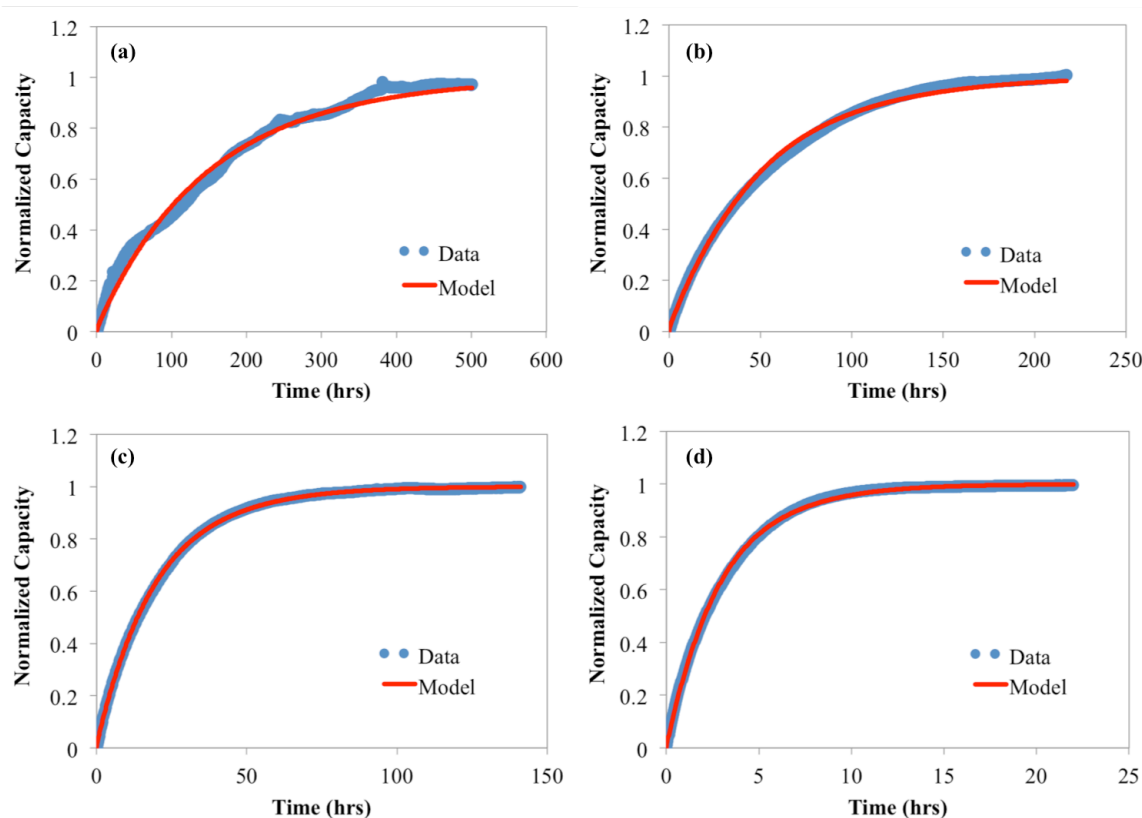 (a)
Normalized Capacity
1.2
1
0.8
0.6
0.4
0.2
0
0 100 200 300 400 500 600
Time (hrs)
Data
Model
(b)
Normalized Capacity
1.2
1
0.8
0.6
0.4
0.2
0
0 50 100 150 200 250
Time (hrs)
Data
Model
(c)
Normalized Capacity
1.2
1
0.8
0.6
0.4
0.2
0
0 50 100 150
Time (hrs)
Data
Model
(d)
Normalized Capacity
1.2
1
0.8
0.6
0.4
0.2
0
0 5 10 15 20 25
Time (hrs)
Data
Model